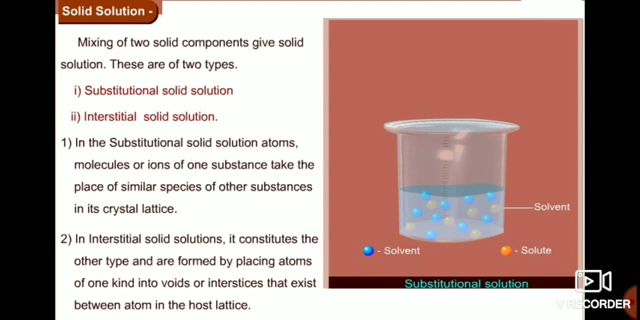 Solid Solution -
Mixing of two solid components give solid
solution. These are of two types.
i) Substitutional solid solution
ii) Interstitial solid solution.
1) In the Substitutional solid solution atoms,
molecules or ions of one substance take the
place of similar species of other substances
in its crystal lattice.
2) In Interstitial solid solutions, it constitutes the
other type and are formed by placing atoms
of one kind into voids or interstices that exist
between atom in the host lattice.
Solvent
- Solvent
- Solute
Substitutional solution
V RECORDER